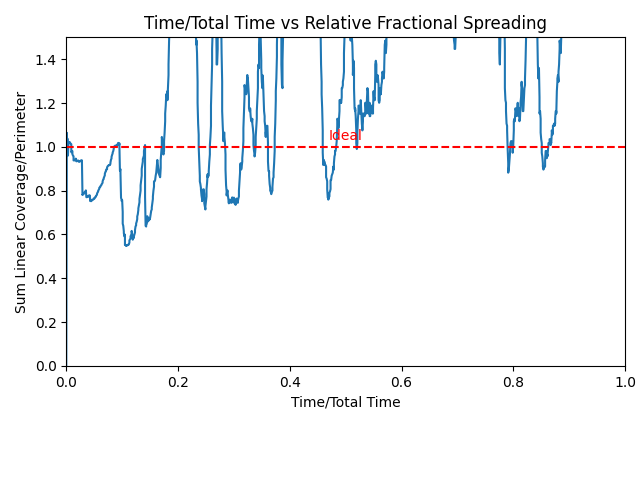 Time/Total Time vs Relative Fractional Spreading
Sum Linear Coverage/Perimeter
1.4
1.2
1.0
0.8
0.6
0.4
0.2
0.0
Ideal
0.0 0.2 0.4 0.6 0.8 1.0
Time/Total Time